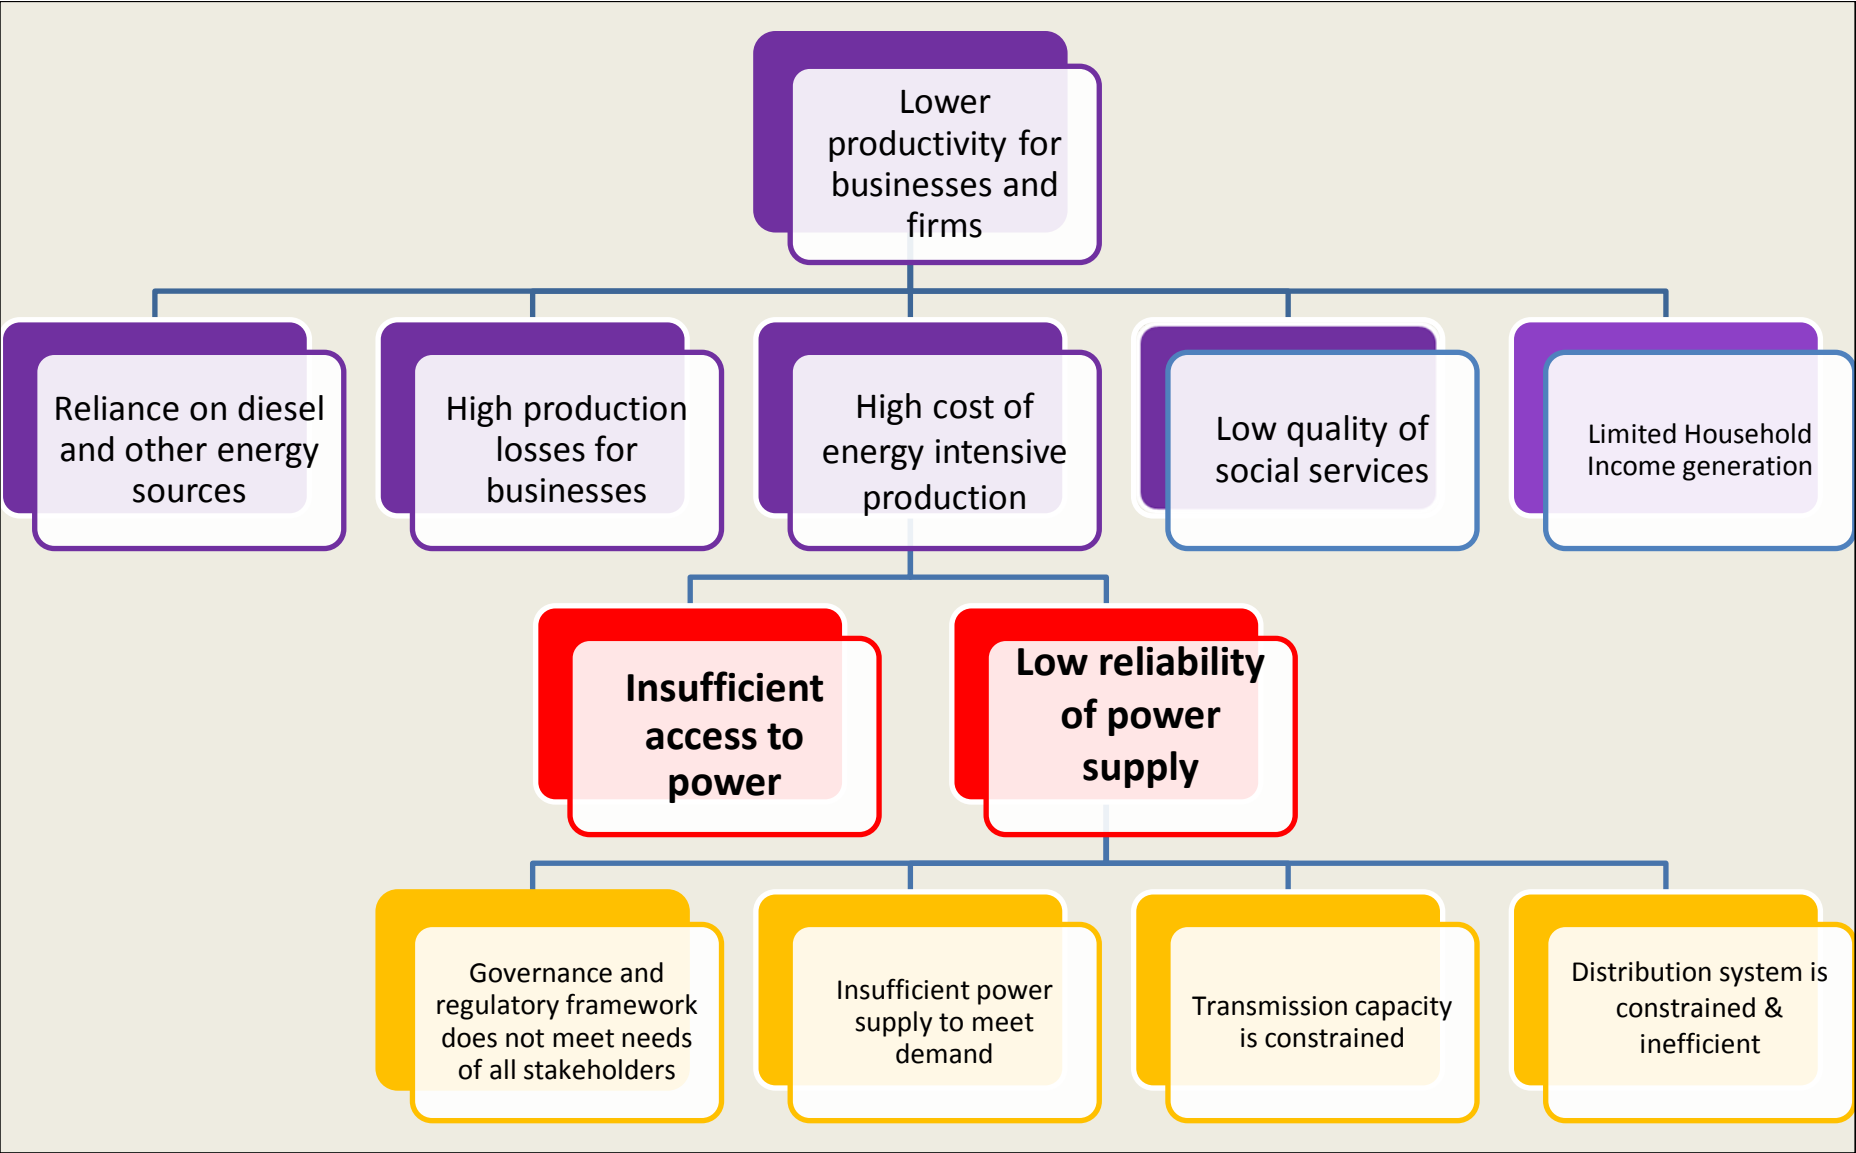 Lower
productivity for
businesses and
firms
Reliance on diesel
and other energy
sources
High production
losses for
businesses
High cost of
energy intensive
production
Low quality of
social services
Limited Household
Income generation
Insufficient
access to
power
Low reliability
of power
supply
Governance and
regulatory framework
does not meet needs
of all stakeholders
Insufficient power
supply to meet
demand
Transmission capacity
is constrained
Distribution system is
constrained &
inefficient